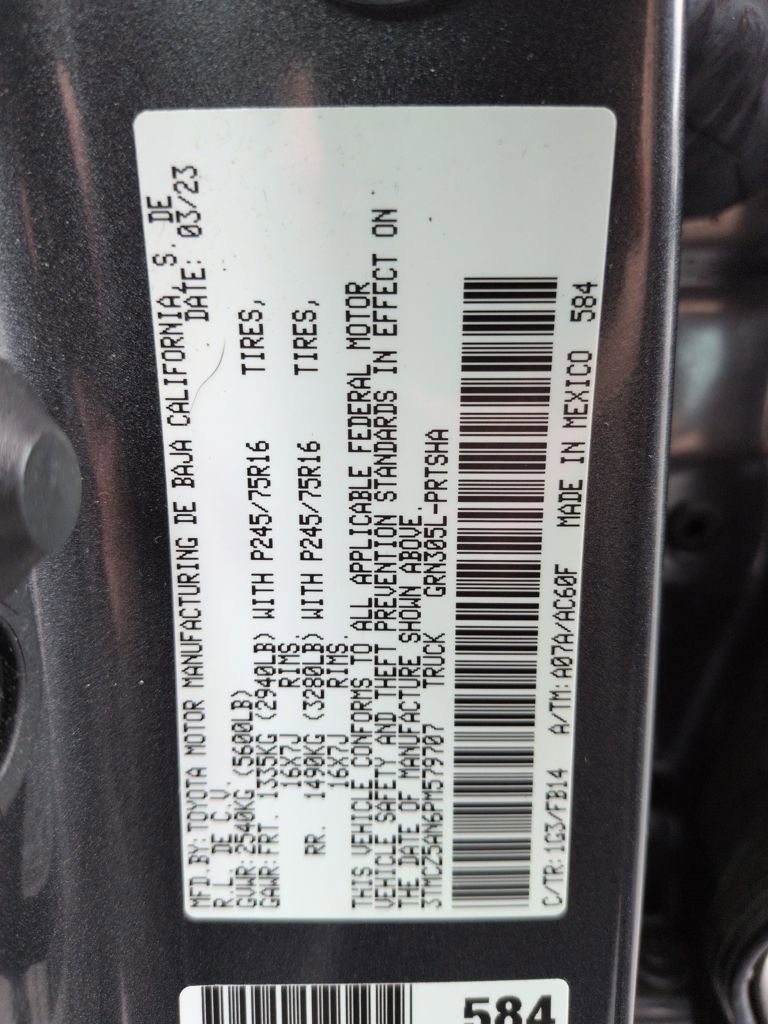 MFD.BY:TOYOTA MOTOR MANUFACTURING DE BAJA CALIFORNIA, S. DE
R.L. DE C.V. DATE: 03/23
GVWR:2540KG (5600LB)
GAWR:FRT. 1335KG (2940LB) WITH P245/75R16 TIRES,
16X7J RIMS.
RR. 1490KG (3280LB) WITH P245/75R16 TIRES,
16X7J RIMS.
THIS VEHICLE CONFORMS TO ALL APPLICABLE FEDERAL MOTOR
VEHICLE SAFETY AND THEFT PREVENTION STANDARDS IN EFFECT ON
THE DATE OF MANUFACTURE SHOWN ABOVE.
3TMCZ5AN6PM579707 TRUCK GRN305L-PRTSHA
C/TR:1G3/FB14 A/TM:A07A/AC60F MADE IN MEXICO 584
584